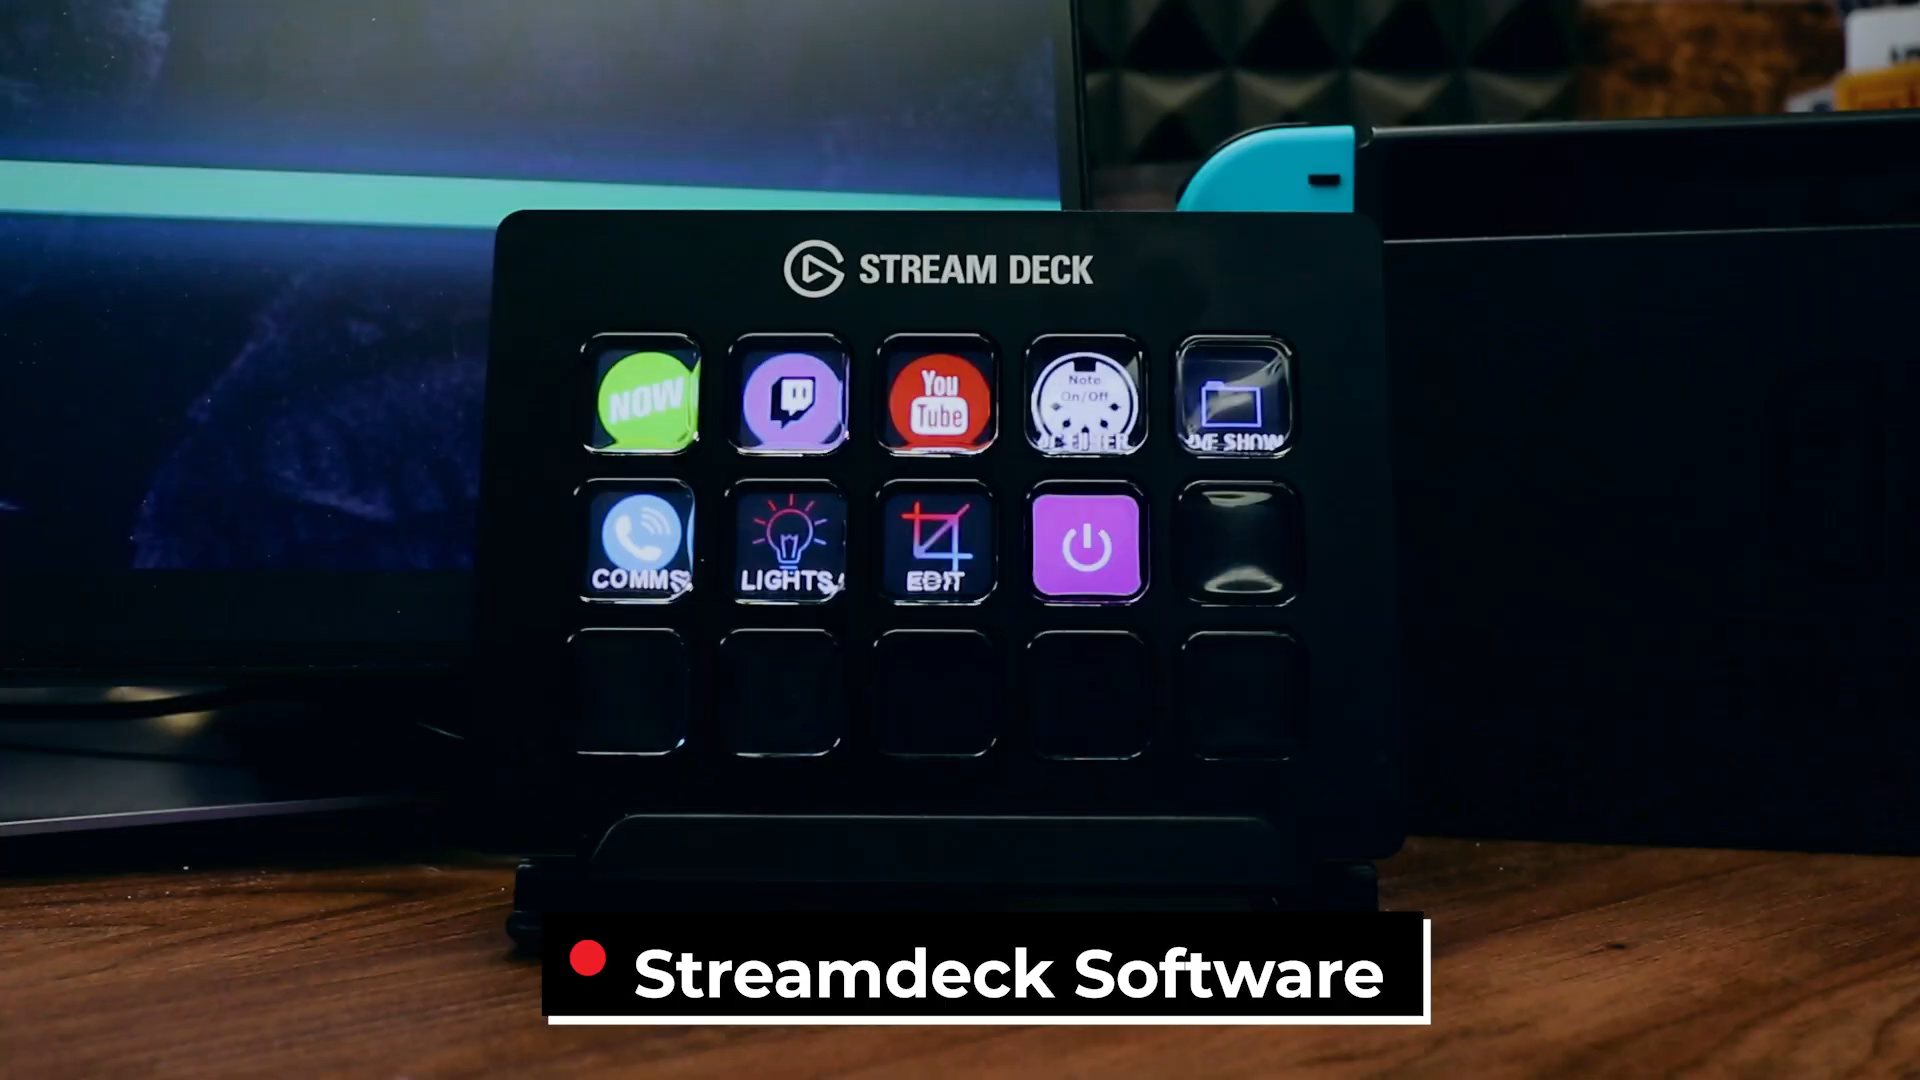 STREAM DECK
NOW
You
Tube
Note
On/Off
COMMS
LIGHTS
EDIT
Streamdeck Software